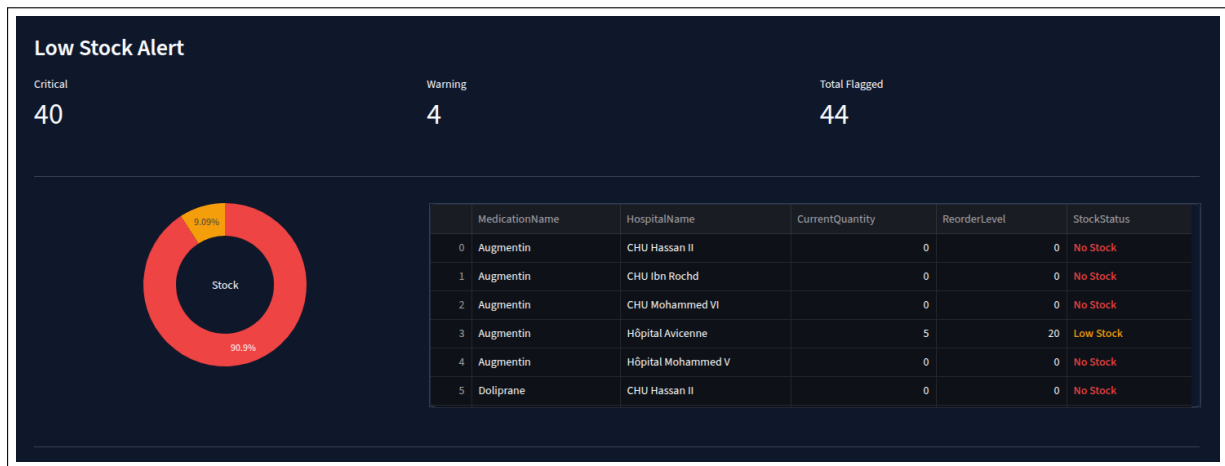 Low Stock Alert
Critical Warning Total Flagged
40 4 44
9.09%
Stock
90.9%
MedicationName HospitalName CurrentQuantity ReorderLevel StockStatus
0 Augmentin CHU Hassan II 0 0 No Stock
1 Augmentin CHU Ibn Rochd 0 0 No Stock
2 Augmentin CHU Mohammed VI 0 0 No Stock
3 Augmentin Hôpital Avicenne 5 20 Low Stock
4 Augmentin Hôpital Mohammed V 0 0 No Stock
5 Doliprane CHU Hassan II 0 0 No Stock